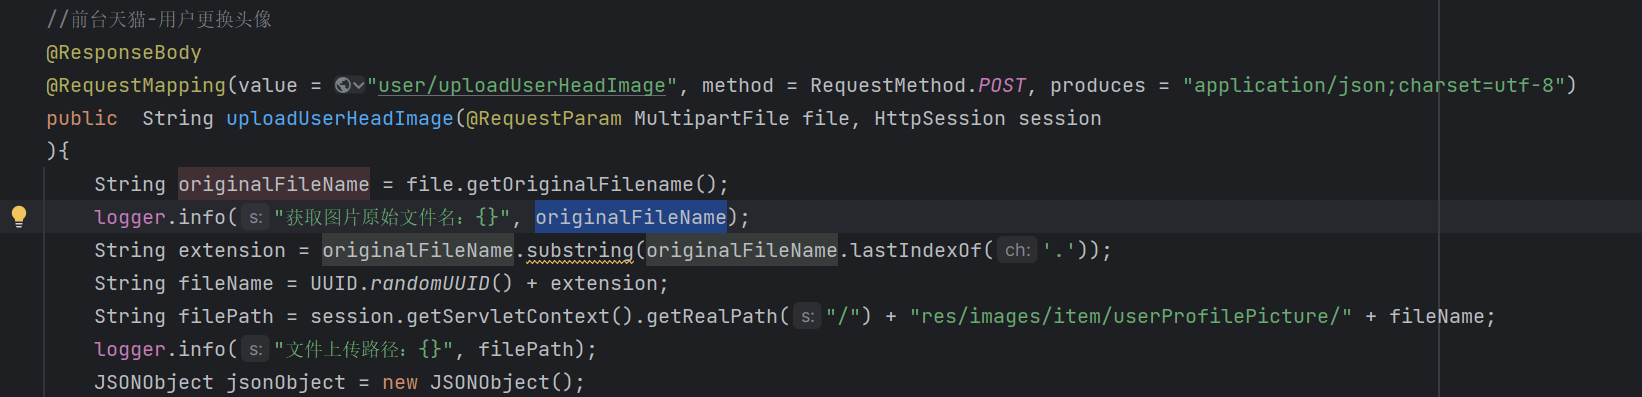 //前台天猫-用户更换头像
@ResponseBody
@RequestMapping(value = "user/uploadUserHeadImage", method = RequestMethod.POST, produces = "application/json;charset=utf-8")
public  String uploadUserHeadImage(@RequestParam MultipartFile file, HttpSession session
){
String originalFileName = file.getOriginalFilename();
logger.info( s: "获取图片原始文件名：{}", originalFileName);
String extension = originalFileName.substring(originalFileName.lastIndexOf( ch: '.'));
String fileName = UUID.randomUUID() + extension;
String filePath = session.getServletContext().getRealPath( s: "/") + "res/images/item/userProfilePicture/" + fileName;
logger.info( s: "文件上传路径：{}", filePath);
JSONObject jsonObject = new JSONObject();